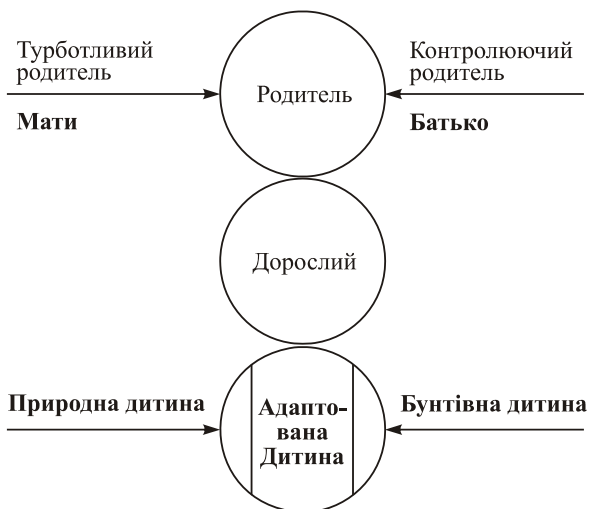 Турботливий
родитель
Мати
Родитель
Контролюючий
родитель
Батько
Дорослий
Природна дитина
Адапто-
вана
Дитина
Бунтівна дитина